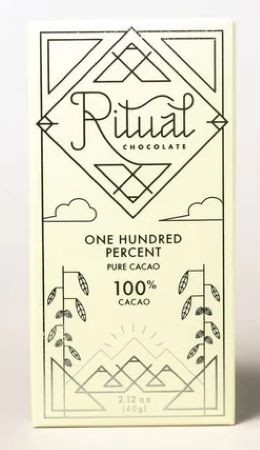 Ritual
CHOCOLATE
ONE HUNDRED
PERCENT
PURE CACAO
100%
CACAO
2.12 oz
(60g)